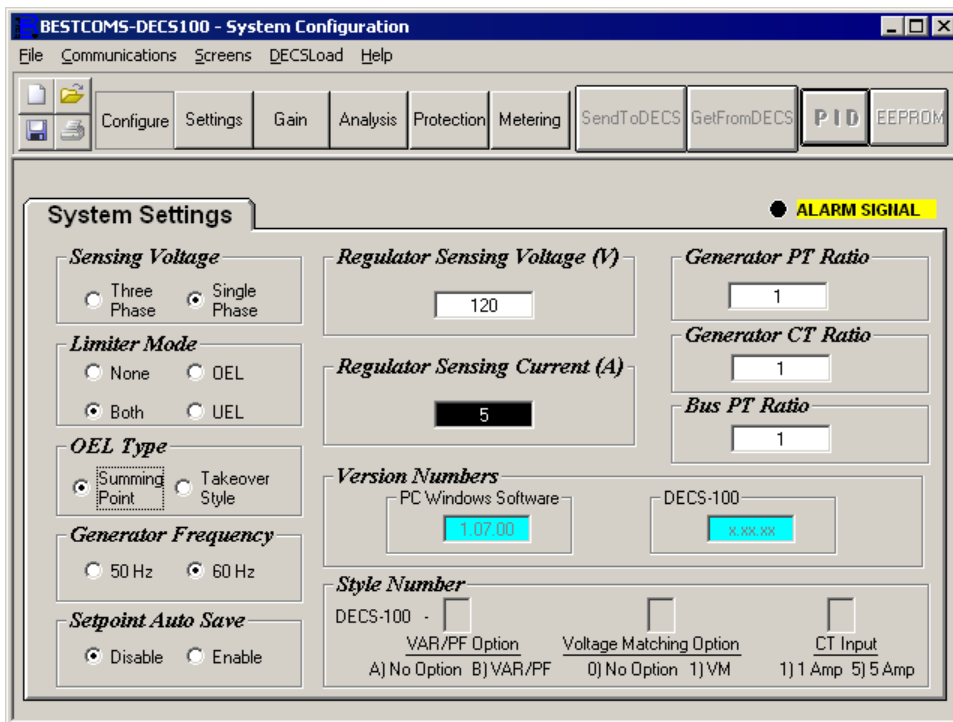 BESTCOMS-DECS100 - System Configuration
File Communications Screens DECSLoad Help
Configure Settings Gain Analysis Protection Metering SendToDECS GetFromDECS PID EEPROM
System Settings
ALARM SIGNAL
Sensing Voltage
Three Phase
Single Phase
Limiter Mode
None
OEL
Both
UEL
OEL Type
Summing Point
Takeover Style
Generator Frequency
50 Hz
60 Hz
Setpoint Auto Save
Disable
Enable
Regulator Sensing Voltage (V)
120
Regulator Sensing Current (A)
5
Generator PT Ratio
1
Generator CT Ratio
1
Bus PT Ratio
1
Version Numbers
PC Windows Software
1.07.00
DECS-100
x.xx.xx
Style Number
DECS-100 -
VAR/PF Option
A) No Option B) VAR/PF
Voltage Matching Option
0) No Option 1) VM
CT Input
1) 1 Amp 5) 5 Amp